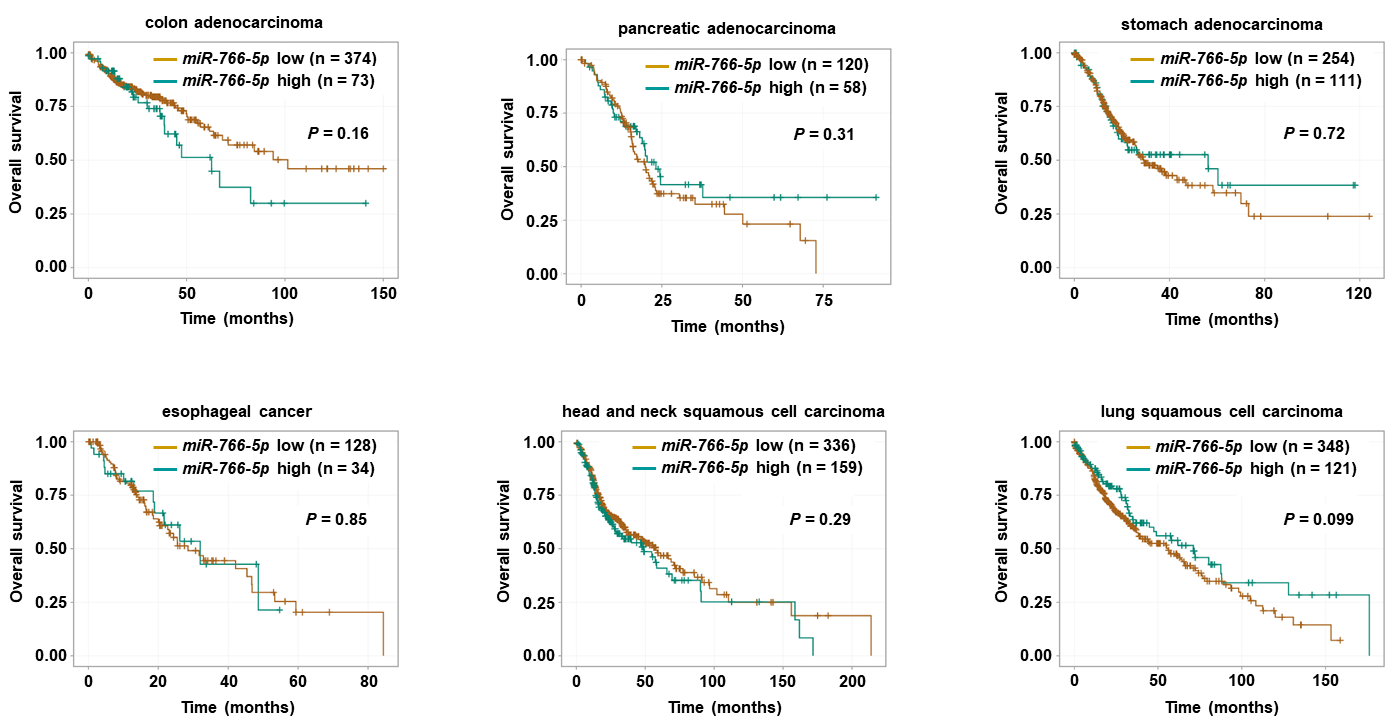 colon adenocarcinoma
miR-766-5p low (n = 374)
miR-766-5p high (n = 73)
P = 0.16
Overall survival
1.00
0.75
0.50
0.25
0.00
0 50 100 150
Time (months)
pancreatic adenocarcinoma
miR-766-5p low (n = 120)
miR-766-5p high (n = 58)
P = 0.31
Overall survival
1.00
0.75
0.50
0.25
0.00
0 25 50 75
Time (months)
stomach adenocarcinoma
miR-766-5p low (n = 254)
miR-766-5p high (n = 111)
P = 0.72
Overall survival
1.00
0.75
0.50
0.25
0.00
0 40 80 120
Time (months)
esophageal cancer
miR-766-5p low (n = 128)
miR-766-5p high (n = 34)
P = 0.85
Overall survival
1.00
0.75
0.50
0.25
0.00
0 20 40 60 80
Time (months)
head and neck squamous cell carcinoma
miR-766-5p low (n = 336)
miR-766-5p high (n = 159)
P = 0.29
Overall survival
1.00
0.75
0.50
0.25
0.00
0 50 100 150 200
Time (months)
lung squamous cell carcinoma
miR-766-5p low (n = 348)
miR-766-5p high (n = 121)
P = 0.099
Overall survival
1.00
0.75
0.50
0.25
0.00
0 50 100 150
Time (months)